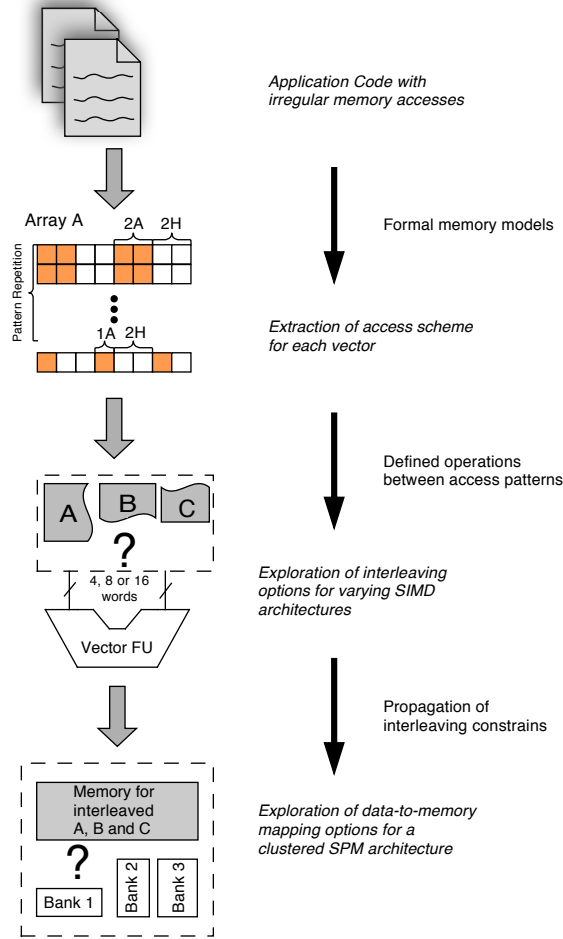 Application Code with
irregular memory accesses
Formal memory models
Array A
2A
2H
Pattern Repetition
1A
2H
Extraction of access scheme
for each vector
Defined operations
between access patterns
A
B
C
?
4, 8 or 16
words
Vector FU
Exploration of interleaving
options for varying SIMD
architectures
Propagation of
interleaving constrains
Memory for
interleaved
A, B and C
?
Bank 1
Bank 2
Bank 3
Exploration of data-to-memory
mapping options for a
clustered SPM architecture